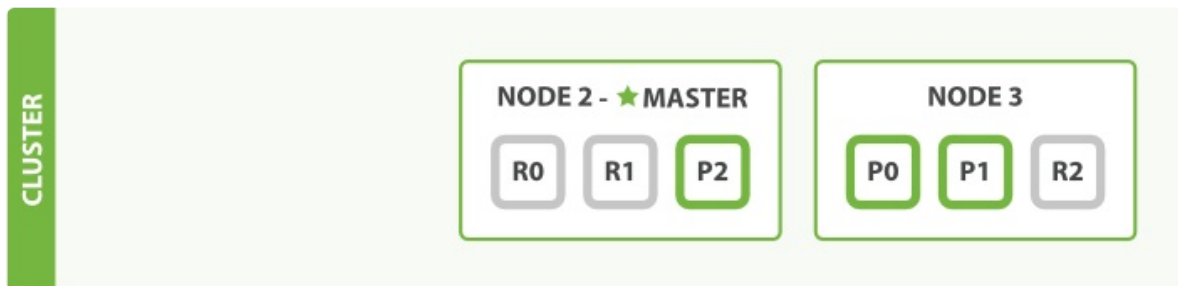 CLUSTER
NODE 2 - ★ MASTER
R0 R1 P2
NODE 3
P0 P1 R2